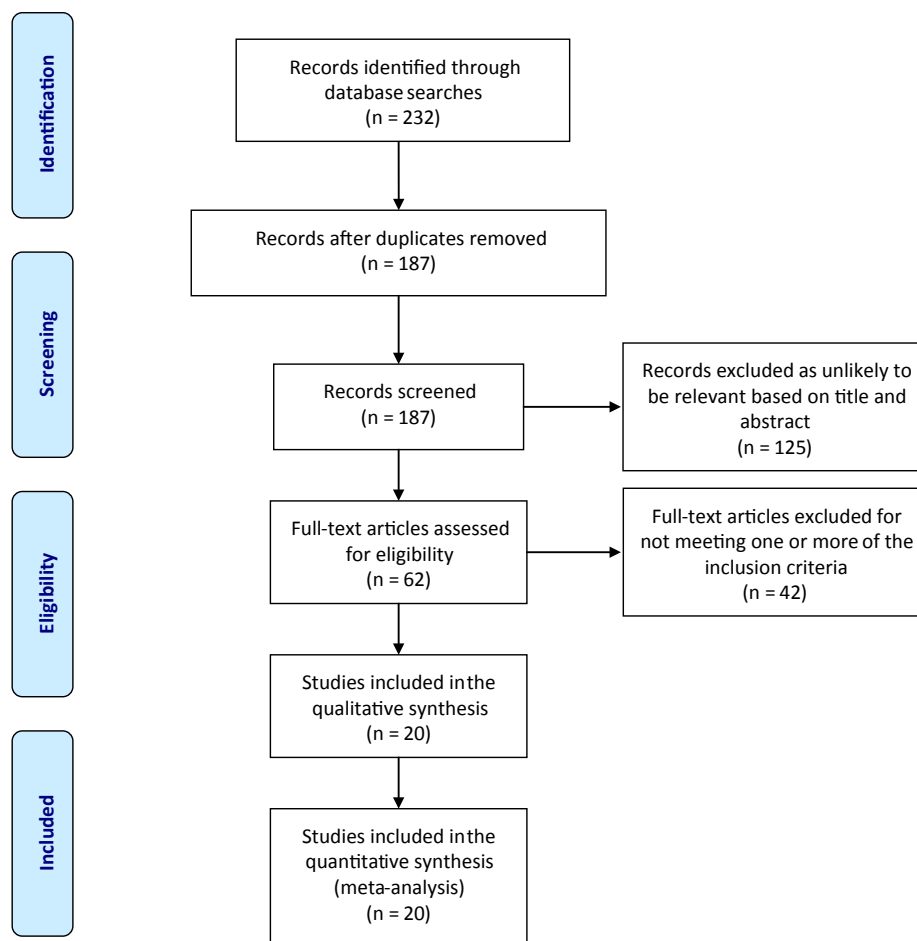 Identification
Records identified through
database searches
(n = 232)
Records after duplicates removed
(n = 187)
Screening
Records screened
(n = 187)
Records excluded as unlikely to
be relevant based on title and
abstract
(n = 125)
Eligibility
Full-text articles assessed
for eligibility
(n = 62)
Full-text articles excluded for
not meeting one or more of the
inclusion criteria
(n = 42)
Studies included in the
qualitative synthesis
(n = 20)
Included
Studies included in the
quantitative synthesis
(meta-analysis)
(n = 20)